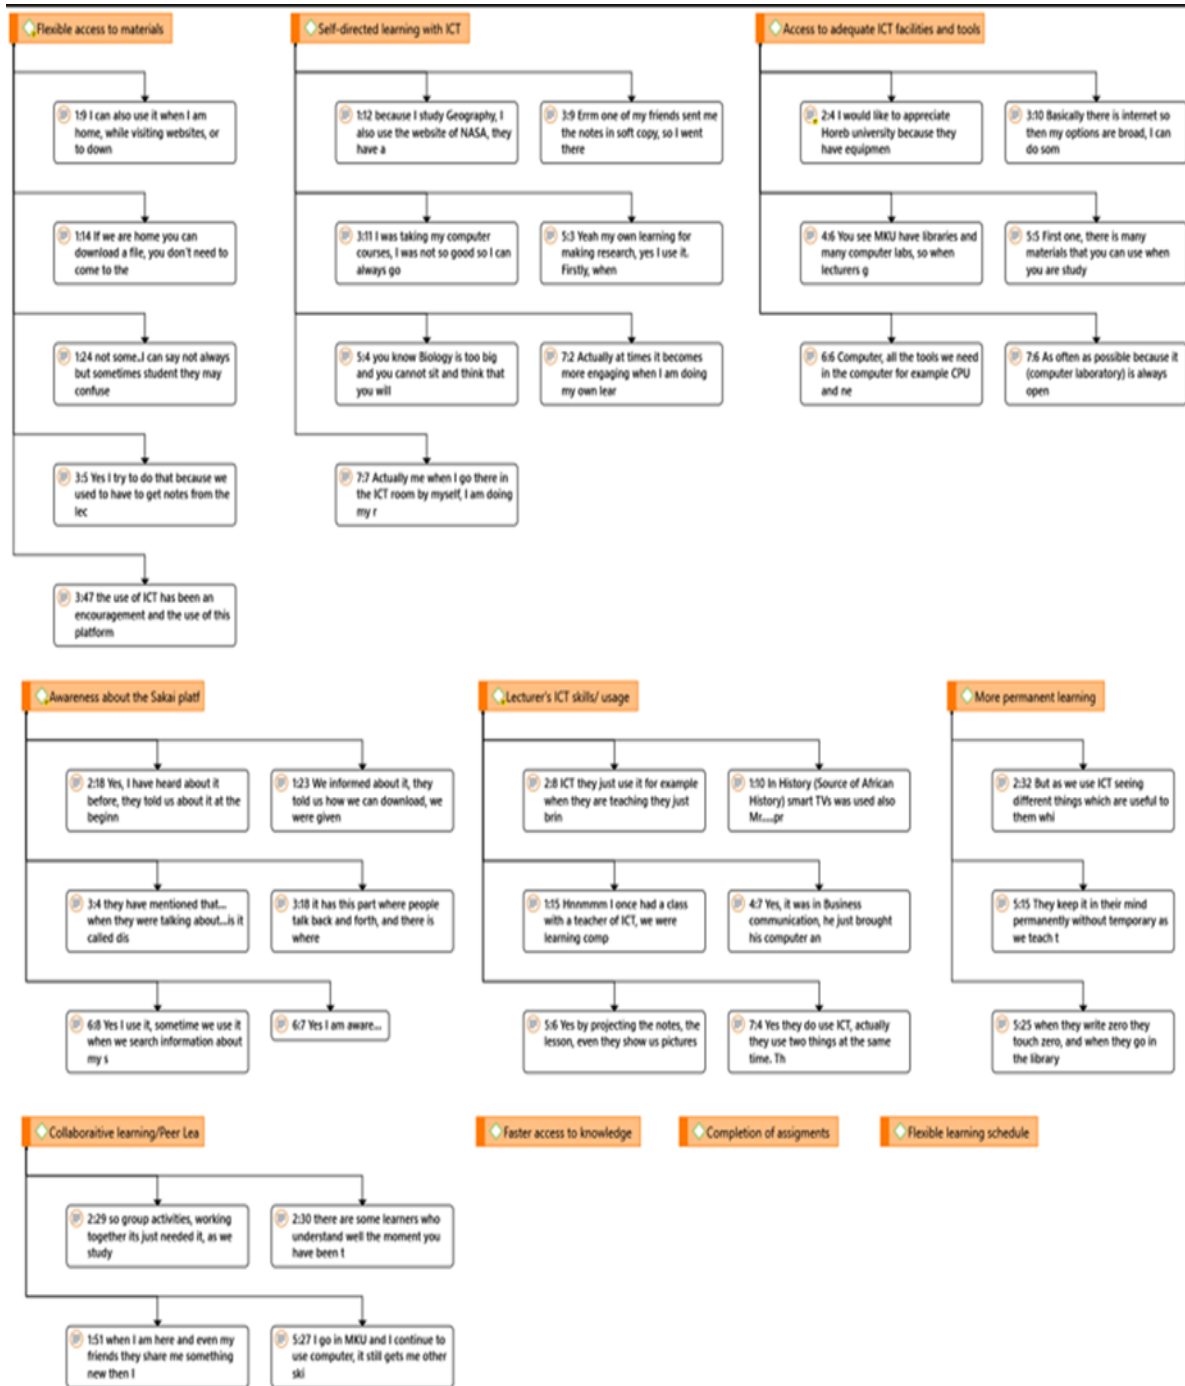 Flexible access to materials
1:9 I can also use it when I am
home, while visiting websites, or
to down
1:14 If we are home you can
download a file, you don't need to
come to the
1:24 not some..I can say not always
but sometimes student they may
confuse
3:5 Yes I try to do that because we
used to have to get notes from the
lec
3:47 the use of ICT has been an
encouragement and the use of this
platform
Self-directed learning with ICT
1:12 because I study Geography, I
also use the website of NASA, they
have a
3:9 Errm one of my friends sent me
the notes in soft copy, so I went
there
3:11 I was taking my computer
courses, I was not so good so I can
always go
5:3 Yeah my own learning for
making research, yes I use it.
Firstly, when
5:4 you know Biology is too big
and you cannot sit and think that
you will
7:2 Actually at times it becomes
more engaging when I am doing
my own lear
7:7 Actually me when I go there in
the ICT room by myself, I am doing
my r
Access to adequate ICT facilities and tools
2:4 I would like to appreciate
Horeb university because they
have equipmen
3:10 Basically there is internet so
then my options are broad, I can
do som
4:6 You see MKU have libraries and
many computer labs, so when
lecturers g
5:5 First one, there is many
materials that you can use when
you are study
6:6 Computer, all the tools we need
in the computer for example CPU
and ne
7:6 As often as possible because it
(computer laboratory) is always
open
Awareness about the Sakai platf
2:18 Yes, I have heard about it
before, they told us about it at the
beginn
1:23 We informed about it, they
told us how we can download, we
were given
3:4 they have mentioned that...
when they were talking about...is it
called dis
3:18 it has this part where people
talk back and forth, and there is
where
6:8 Yes I use it, sometime we use it
when we search information about
my s
6:7 Yes I am aware...
Lecturer's ICT skills/ usage
2:8 ICT they just use it for example
when they are teaching they just
brin
1:10 In History (Source of African
History) smart TVs was used also
Mr.....pr
1:15 Hnnmmm I once had a class
with a teacher of ICT, we were
learning comp
4:7 Yes, it was in Business
communication, he just brought
his computer an
5:6 Yes by projecting the notes, the
lesson, even they show us pictures
7:4 Yes they do use ICT, actually
they use two things at the same
time. Th
More permanent learning
2:32 But as we use ICT seeing
different things which are useful to
them whi
5:15 They keep it in their mind
permanently without temporary as
we teach t
5:25 when they write zero they
touch zero, and when they go in
the library
Collaboraitive learning/Peer Lea
2:29 so group activities, working
together its just needed it, as we
study
2:30 there are some learners who
understand well the moment you
have been t
1:51 when I am here and even my
friends they share me something
new then I
5:27 I go in MKU and I continue to
use computer, it still gets me other
ski
Faster access to knowledge
Completion of assigments
Flexible learning schedule